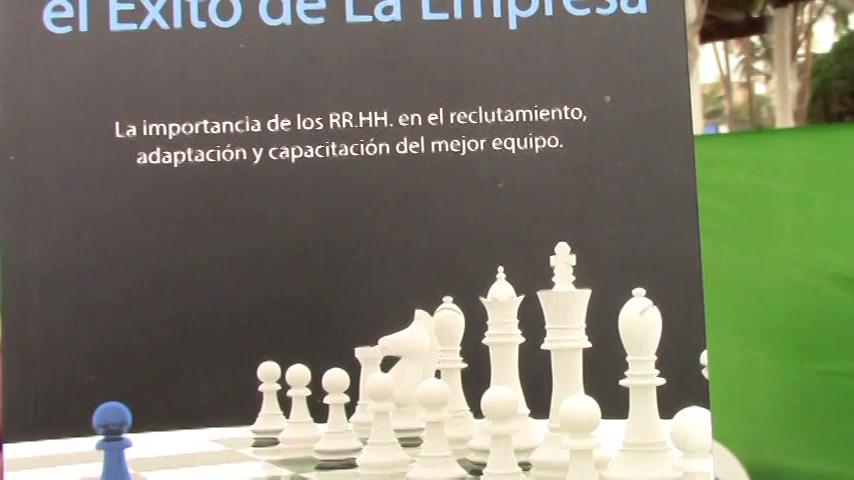 el Éxito de La Empresa
La importancia de los RR.HH. en el reclutamiento,
adaptación y capacitación del mejor equipo.